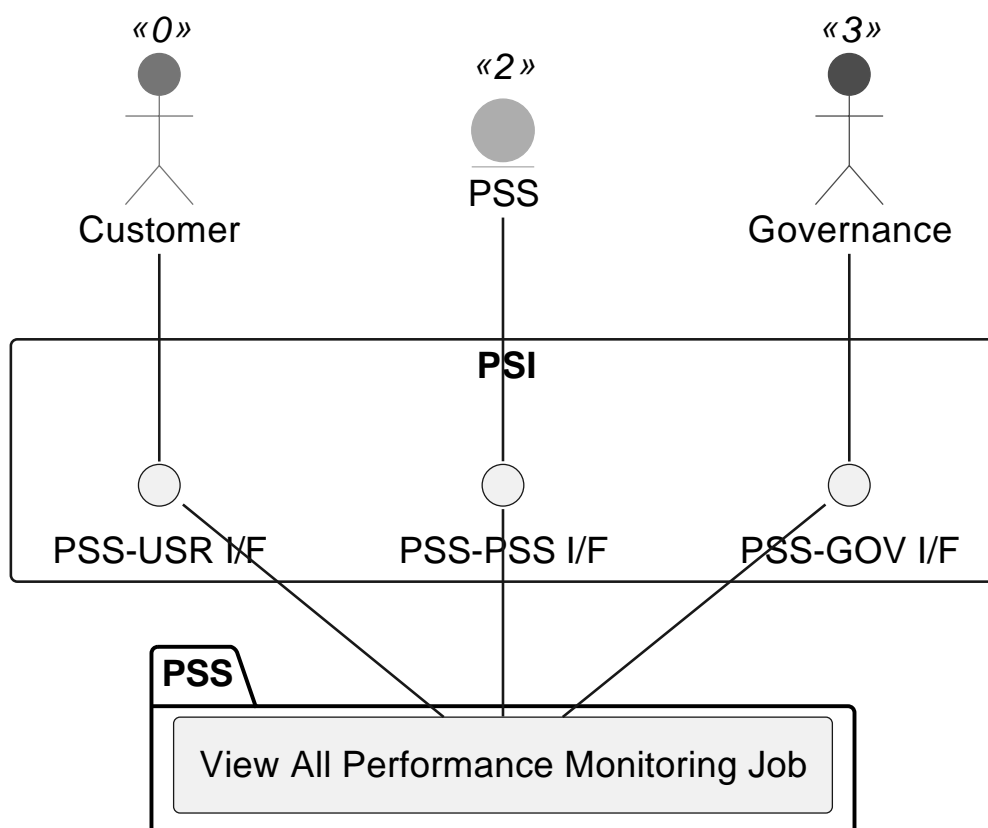 «0»
«2»
«3»
PSS
Customer
Governance
PSI
PSS-USR I/F
PSS-PSS I/F
PSS-GOV I/F
PSS
View All Performance Monitoring Job